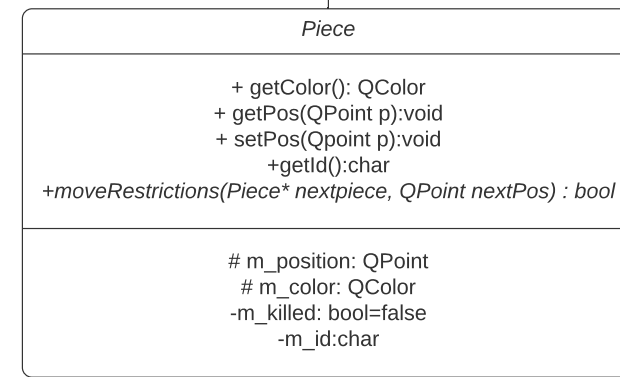 Piece
+ getColor(): QColor
+ getPos(QPoint p):void
+ setPos(Qpoint p):void
+getId():char
+moveRestrictions(Piece* nextpiece, QPoint nextPos) : bool
# m_position: QPoint
# m_color: QColor
-m_killed: bool=false
-m_id:char